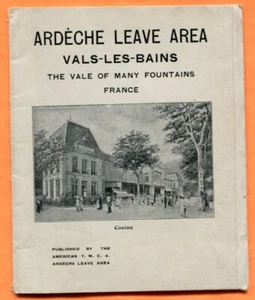 ARDÈCHE LEAVE AREA
VALS-LES-BAINS
THE VALE OF MANY FOUNTAINS
FRANCE
Casino
PUBLISHED BY THE
AMERICAN Y. M. C. A.
ARDÈCHE LEAVE AREA